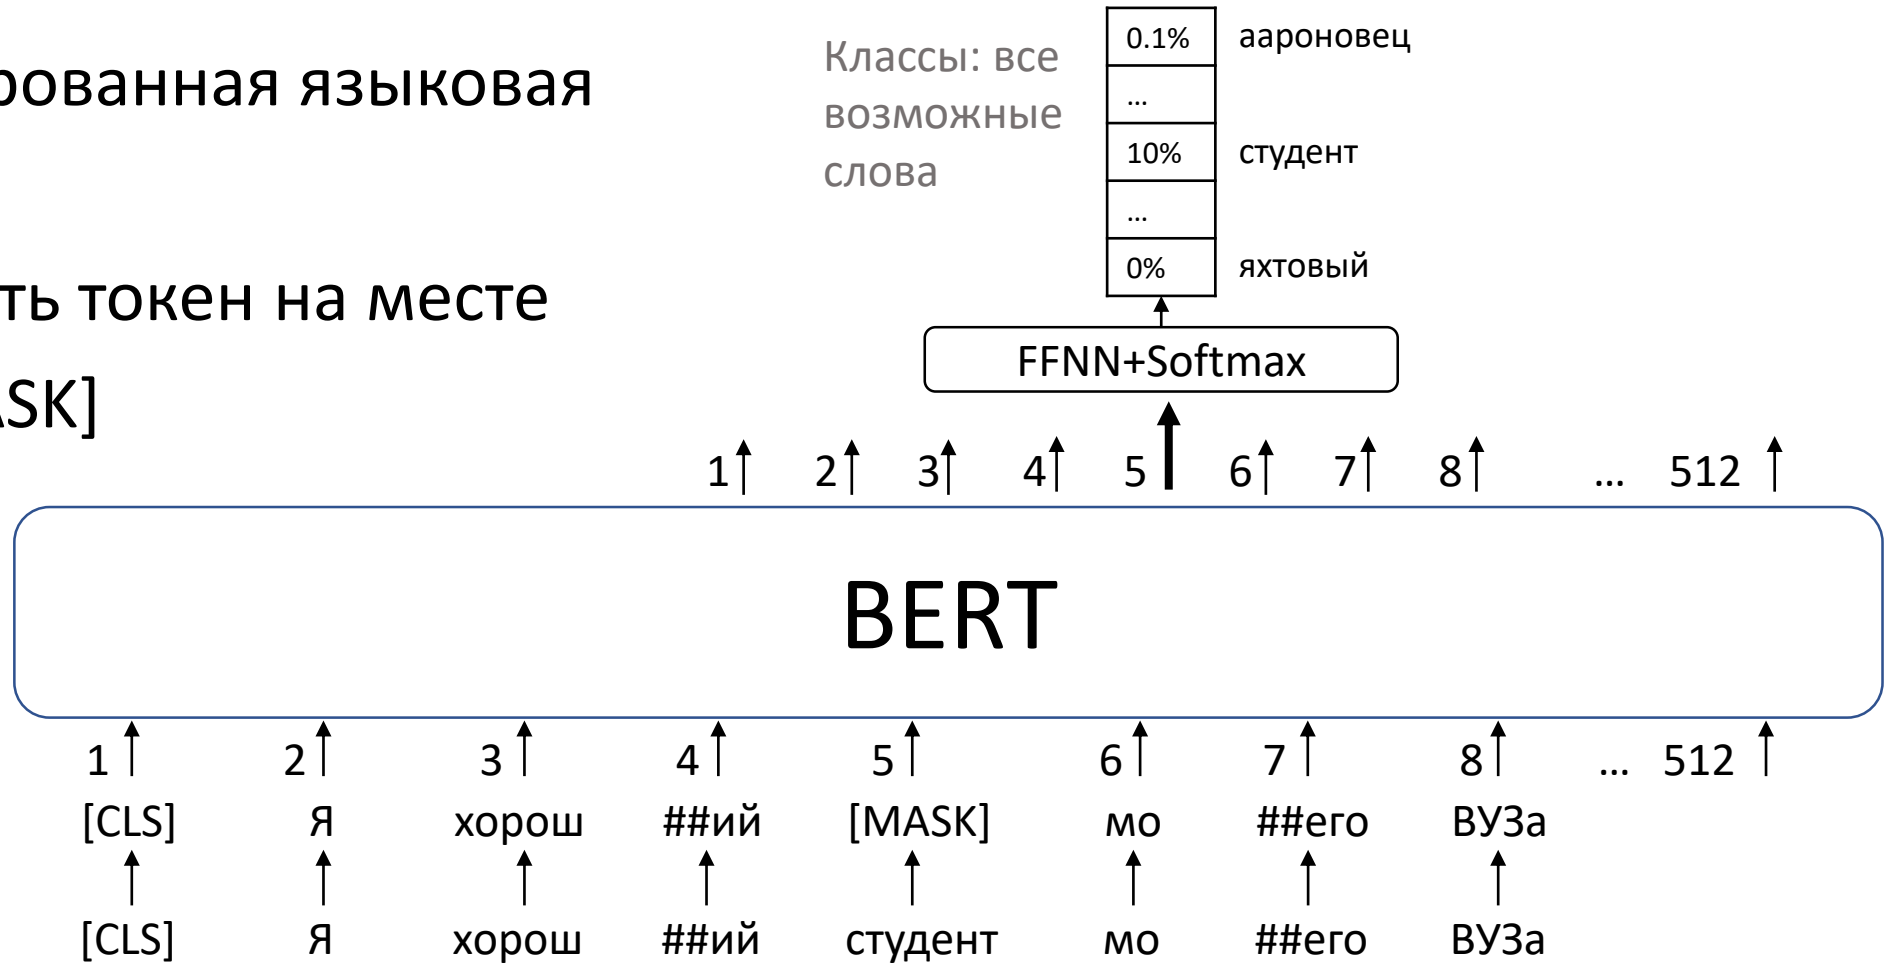 рованная языковая
ть токен на месте
ASK]
Классы: все
возможные
слова
0.1% аароновец
...
10% студент
...
0% яхтовый
FFNN+Softmax
1 2 3 4 5 6 7 8 ... 512
BERT
1 2 3 4 5 6 7 8 ... 512
[CLS] Я хорош ##ий [MASK] мо ##его ВУЗа
[CLS] Я хорош ##ий студент мо ##его ВУЗа